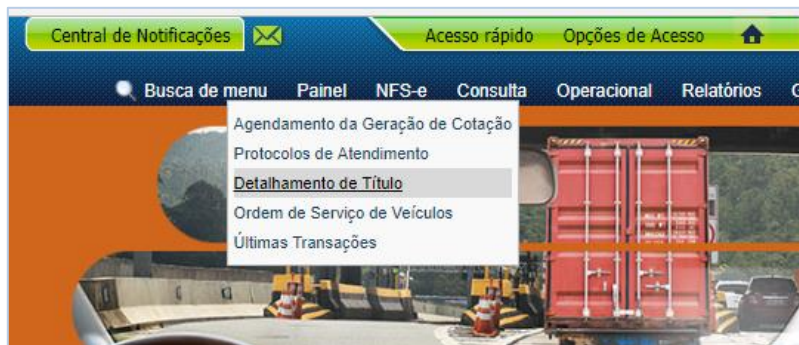 Central de Notificações
Acesso rápido Opções de Acesso
Busca de menu Painel NFS-e Consulta Operacional Relatórios
Agendamento da Geração de Cotação
Protocolos de Atendimento
Detalhamento de Título
Ordem de Serviço de Veículos
Últimas Transações